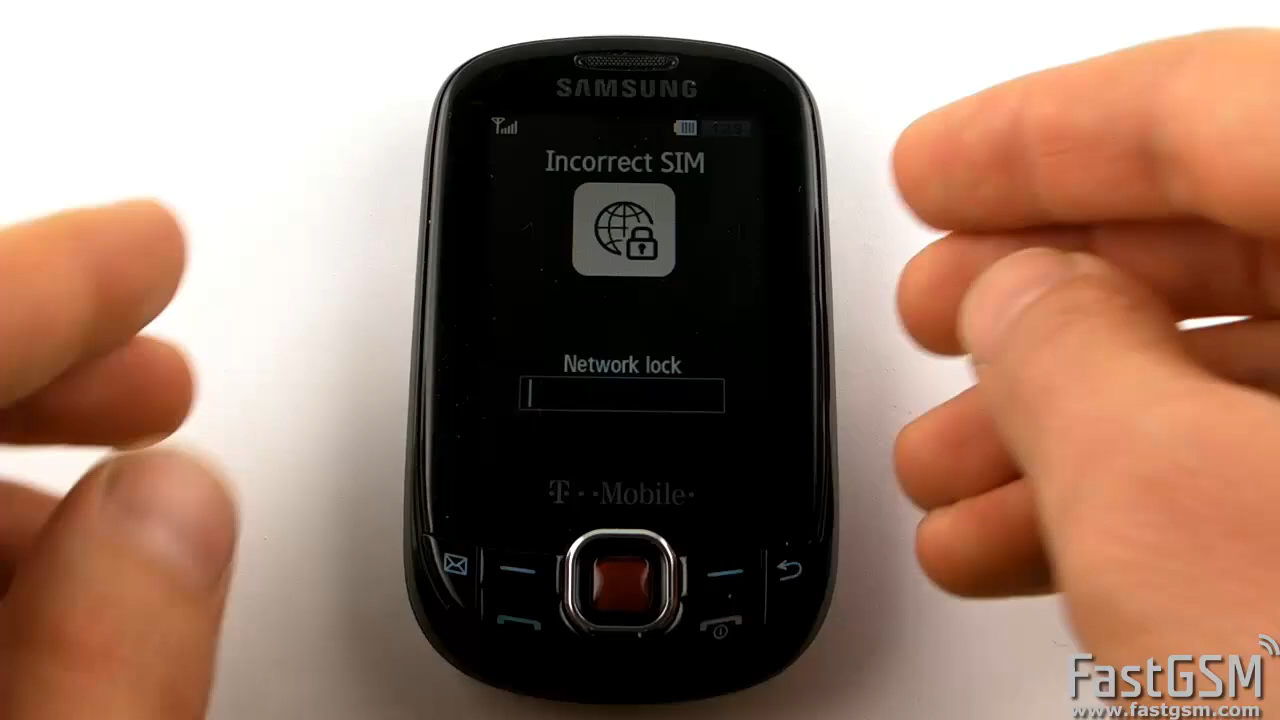 SAMSUNG
Incorrect SIM
Network lock
T··Mobile·
FastGSM
www.fastgsm.com